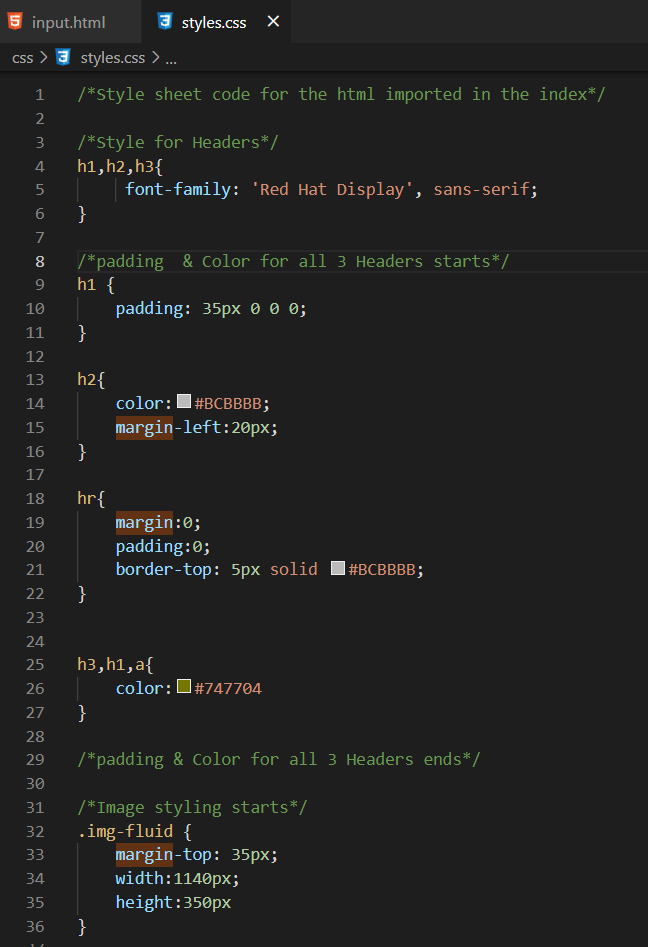 input.html styles.css
css > styles.css > ...
1 /*Style sheet code for the html imported in the index*/
2
3 /*Style for Headers*/
4 h1,h2,h3{
5 font-family: 'Red Hat Display', sans-serif;
6 }
7
8 /*padding  & Color for all 3 Headers starts*/
9 h1 {
10 padding: 35px 0 0 0;
11 }
12
13 h2{
14 color: #BCBBBB;
15 margin-left:20px;
16 }
17
18 hr{
19 margin:0;
20 padding:0;
21 border-top: 5px solid #BCBBBB;
22 }
23
24
25 h3,h1,a{
26 color: #747704
27 }
28
29 /*padding & Color for all 3 Headers ends*/
30
31 /*Image styling starts*/
32 .img-fluid {
33 margin-top: 35px;
34 width:1140px;
35 height:350px
36 }